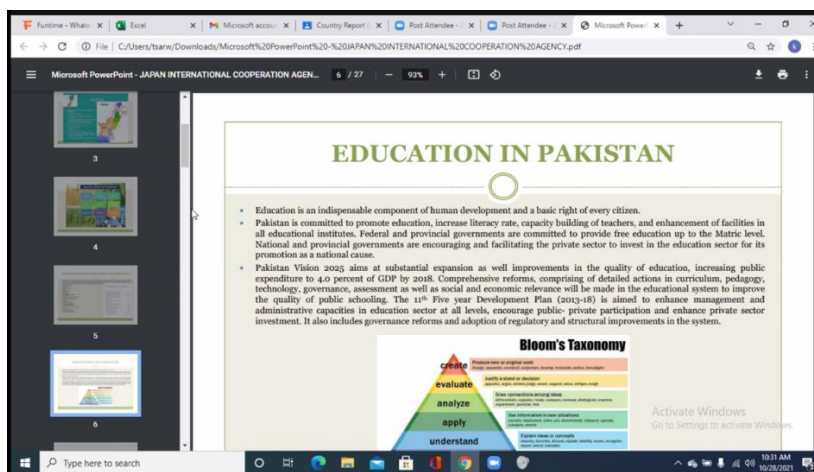 Funtime - Whats
Excel
Microsoft accoun
Country Report
Post Attendee -
Post Attendee -
Microsoft Power
File | C:/Users/tsarw/Downloads/Microsoft%20PowerPoint%20-%20JAPAN%20INTERNATIONAL%20COOPERATION%20AGENCY.pdf
Microsoft PowerPoint - JAPAN INTERNATIONAL COOPERATION AGEN... 6 / 27 93%
3
4
5
6
EDUCATION IN PAKISTAN
Education is an indispensable component of human development and a basic right of every citizen.
Pakistan is committed to promote education, increase literacy rate, capacity building of teachers, and enhancement of facilities in
all educational institutes. Federal and provincial governments are committed to provide free education up to the Matric level.
National and provincial governments are encouraging and facilitating the private sector to invest in the education sector for its
promotion as a national cause.
Pakistan Vision 2025 aims at substantial expansion as well improvements in the quality of education, increasing public
expenditure to 4.0 percent of GDP by 2018. Comprehensive reforms, comprising of detailed actions in curriculum, pedagogy,
technology, governance, assessment as well as social and economic relevance will be made in the educational system to improve
the quality of public schooling. The 11th Five year Development Plan (2013-18) is aimed to enhance management and
administrative capacities in education sector at all levels, encourage public- private participation and enhance private sector
investment. It also includes governance reforms and adoption of regulatory and structural improvements in the system.
Bloom's Taxonomy
create
Produce new or original work
evaluate
Justify a stand or decision
analyze
Draw connections among ideas
apply
Use information in new situations
understand
Explain ideas or concepts
Activate Windows
Go to Settings to activate Windows.
Type here to search
10:31 AM
10/28/2021